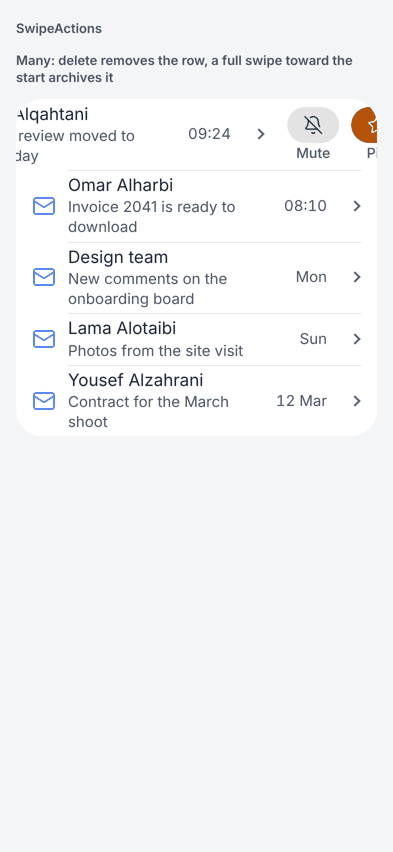 SwipeActions
Many: delete removes the row, a full swipe toward the
start archives it
Alqahtani
review moved to
09:24
Mute
Omar Alharbi
Invoice 2041 is ready to
download
08:10
Design team
New comments on the
onboarding board
Mon
Lama Alotaibi
Photos from the site visit
Sun
Yousef Alzahrani
Contract for the March
shoot
12 Mar